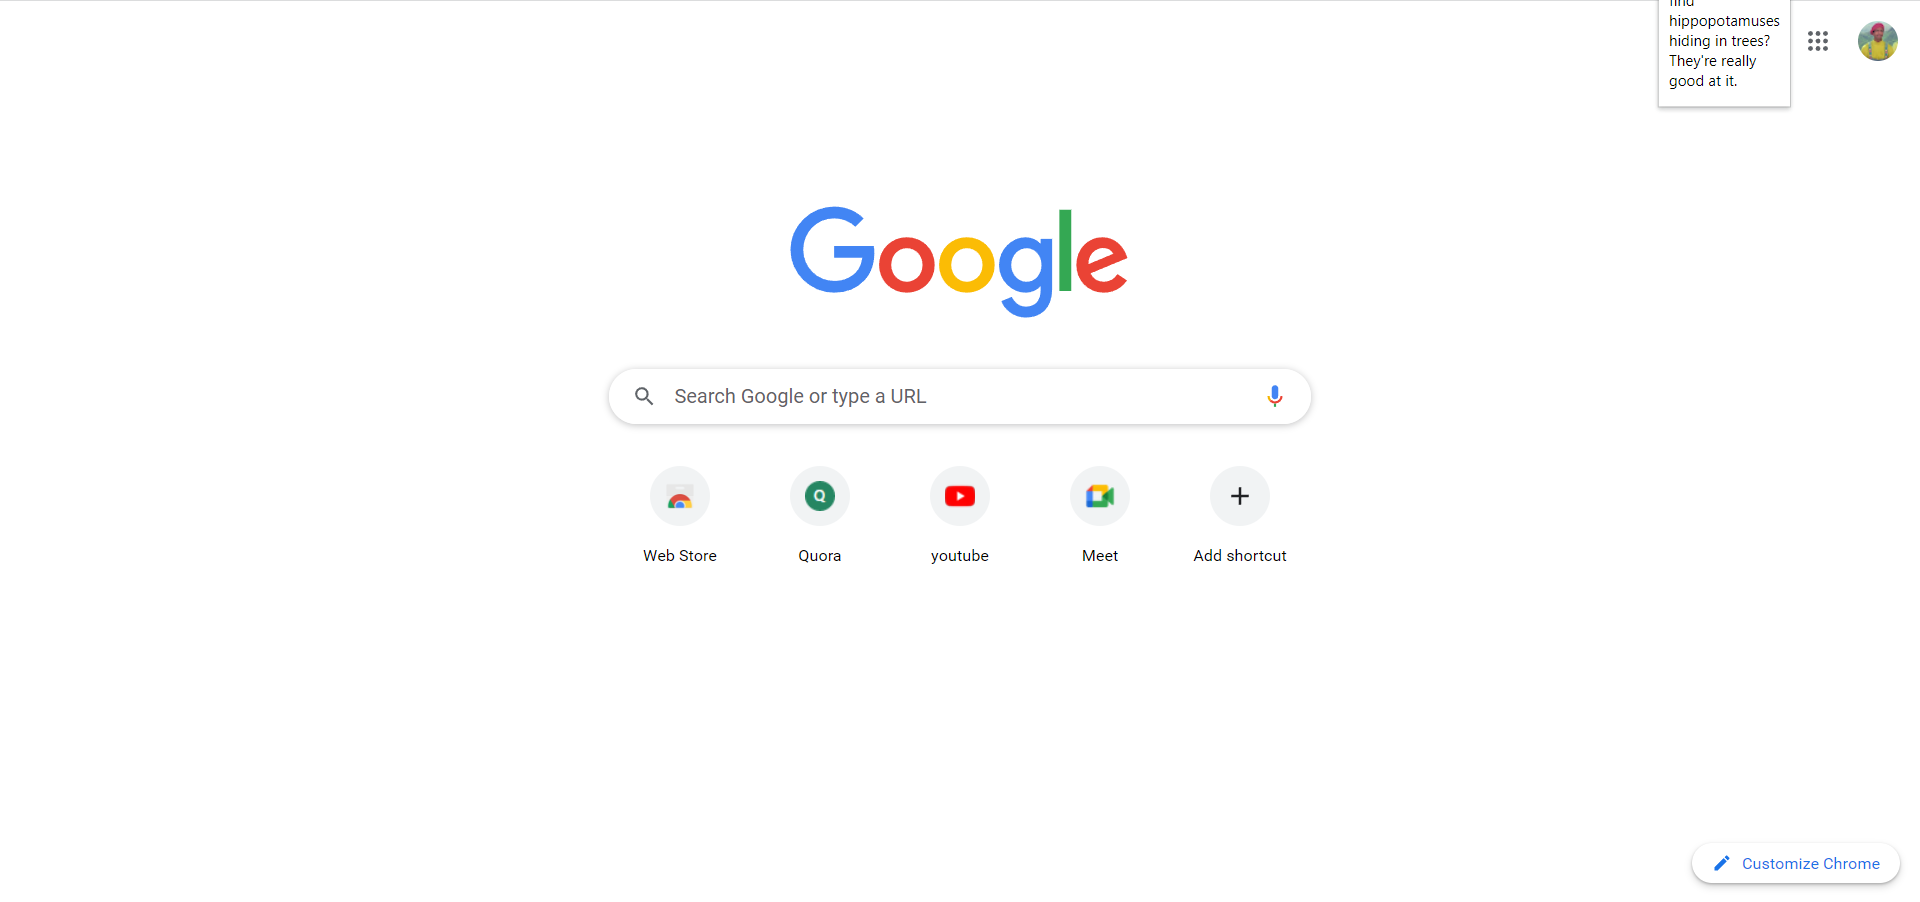 find
hippopotamuses
hiding in trees?
They're really
good at it.
Google
Search Google or type a URL
Q
Web Store
Quora
youtube
Meet
Add shortcut
Customize Chrome